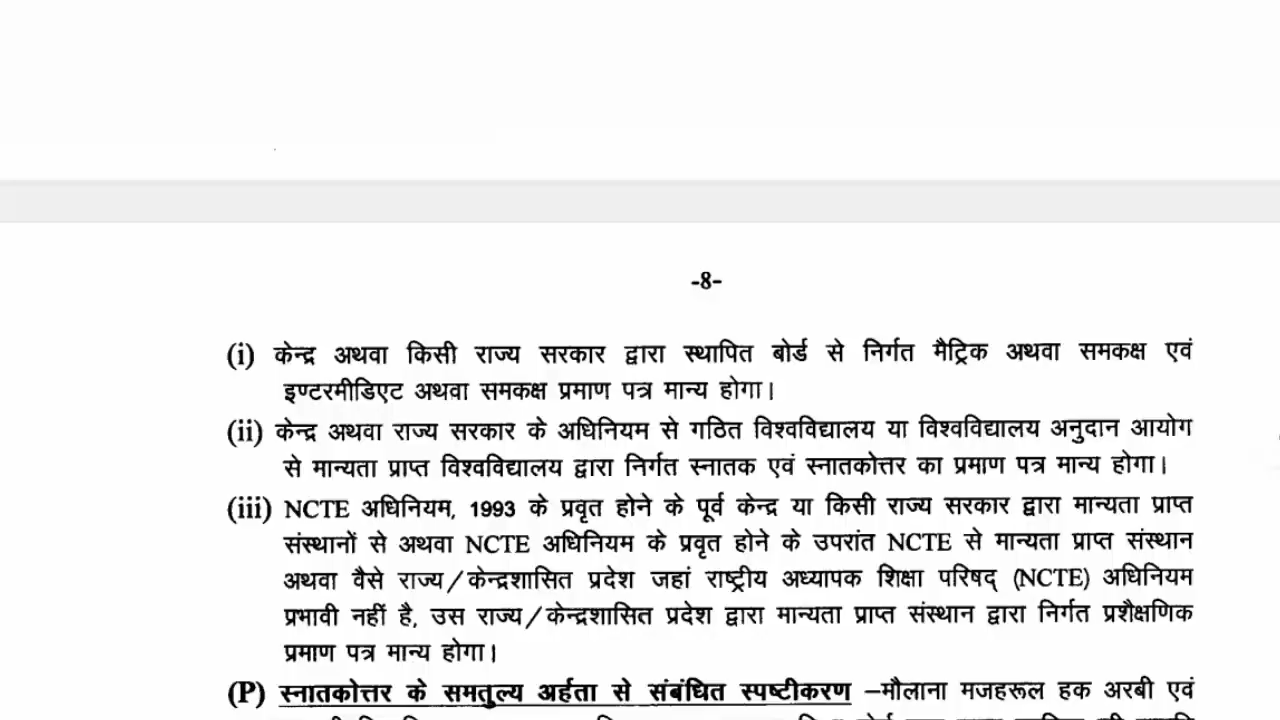 -8-
(i) केन्द्र अथवा किसी राज्य सरकार द्वारा स्थापित बोर्ड से निर्गत मैट्रिक अथवा समकक्ष एवं
इण्टरमीडिएट अथवा समकक्ष प्रमाण पत्र मान्य होगा।
(ii) केन्द्र अथवा राज्य सरकार के अधिनियम से गठित विश्वविद्यालय या विश्वविद्यालय अनुदान आयोग
से मान्यता प्राप्त विश्वविद्यालय द्वारा निर्गत स्नातक एवं स्नातकोत्तर का प्रमाण पत्र मान्य होगा।
(iii) NCTE अधिनियम, 1993 के प्रवृत होने के पूर्व केन्द्र या किसी राज्य सरकार द्वारा मान्यता प्राप्त
संस्थानों से अथवा NCTE अधिनियम के प्रवृत होने के उपरांत NCTE से मान्यता प्राप्त संस्थान
अथवा वैसे राज्य/केन्द्रशासित प्रदेश जहां राष्ट्रीय अध्यापक शिक्षा परिषद् (NCTE) अधिनियम
प्रभावी नहीं है, उस राज्य/केन्द्रशासित प्रदेश द्वारा मान्यता प्राप्त संस्थान द्वारा निर्गत प्रशैक्षणिक
प्रमाण पत्र मान्य होगा।
(P) स्नातकोत्तर के समतुल्य अर्हता से संबंधित स्पष्टीकरण –मौलाना मजहरूल हक अरबी एवं